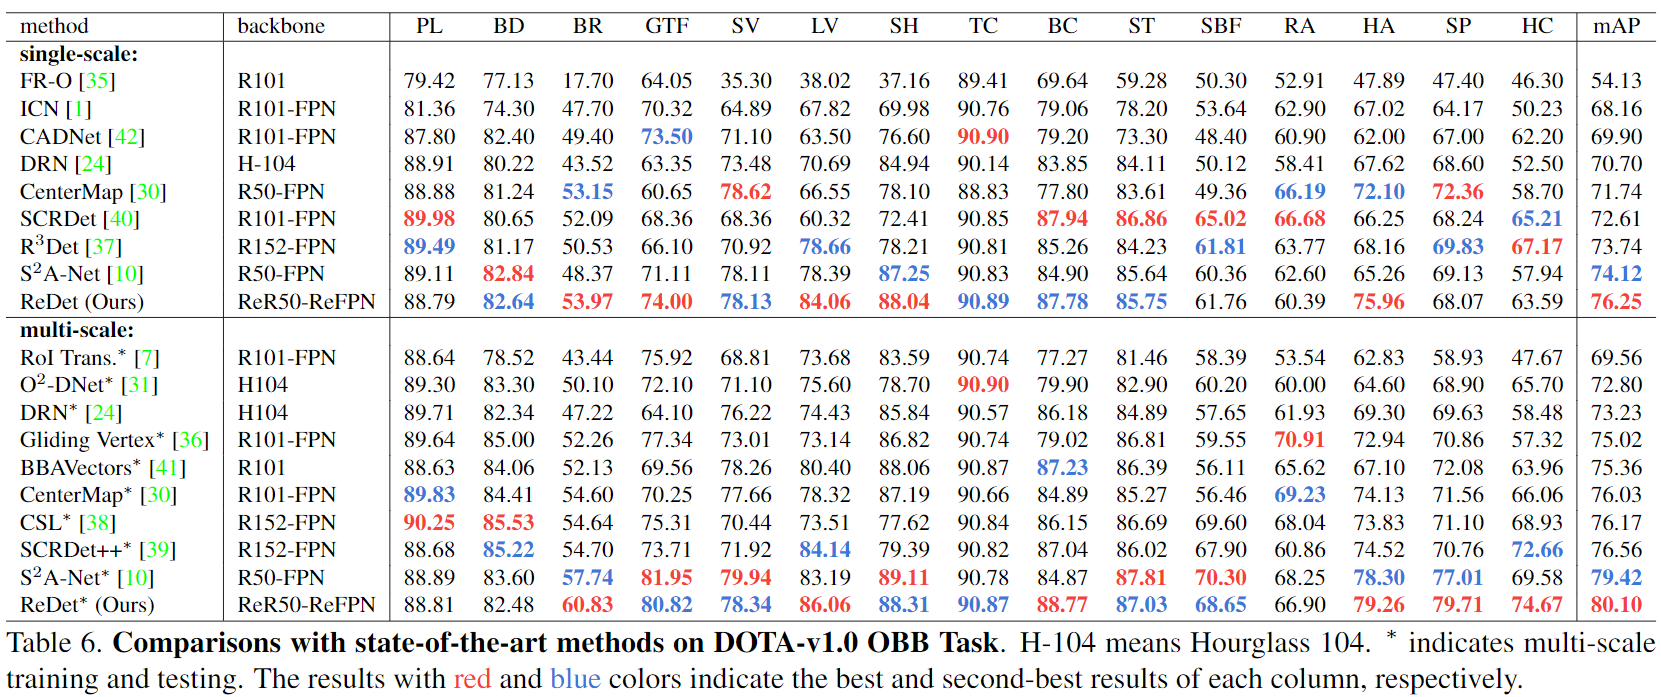 method backbone PL BD BR GTF SV LV SH TC BC ST SBF RA HA SP HC mAP
single-scale:
FR-O [35] R101 79.42 77.13 17.70 64.05 35.30 38.02 37.16 89.41 69.64 59.28 50.30 52.91 47.89 47.40 46.30 54.13
ICN [1] R101-FPN 81.36 74.30 47.70 70.32 64.89 67.82 69.98 90.76 79.06 78.20 53.64 62.90 67.02 64.17 50.23 68.16
CADNet [42] R101-FPN 87.80 82.40 49.40 73.50 71.10 63.50 76.60 90.90 79.20 73.30 48.40 60.90 62.00 67.00 62.20 69.90
DRN [24] H-104 88.91 80.22 43.52 63.35 73.48 70.69 84.94 90.14 83.85 84.11 50.12 58.41 67.62 68.60 52.50 70.70
CenterMap [30] R50-FPN 88.88 81.24 53.15 60.65 78.62 66.55 78.10 88.83 77.80 83.61 49.36 66.19 72.10 72.36 58.70 71.74
SCRDet [40] R101-FPN 89.98 80.65 52.09 68.36 68.36 60.32 72.41 90.85 87.94 86.86 65.02 66.68 66.25 68.24 65.21 72.61
R³Det [37] R152-FPN 89.49 81.17 50.53 66.10 70.92 78.66 78.21 90.81 85.26 84.23 61.81 63.77 68.16 69.83 67.17 73.74
S²A-Net [10] R50-FPN 89.11 82.84 48.37 71.11 78.11 78.39 87.25 90.83 84.90 85.64 60.36 62.60 65.26 69.13 57.94 74.12
ReDet (Ours) ReR50-ReFPN 88.79 82.64 53.97 74.00 78.13 84.06 88.04 90.89 87.78 85.75 61.76 60.39 75.96 68.07 63.59 76.25
multi-scale:
RoI Trans.* [7] R101-FPN 88.64 78.52 43.44 75.92 68.81 73.68 83.59 90.74 77.27 81.46 58.39 53.54 62.83 58.93 47.67 69.56
O²-DNet* [31] H104 89.30 83.30 50.10 72.10 71.10 75.60 78.70 90.90 79.90 82.90 60.20 60.00 64.60 68.90 65.70 72.80
DRN* [24] H104 89.71 82.34 47.22 64.10 76.22 74.43 85.84 90.57 86.18 84.89 57.65 61.93 69.30 69.63 58.48 73.23
Gliding Vertex* [36] R101-FPN 89.64 85.00 52.26 77.34 73.01 73.14 86.82 90.74 79.02 86.81 59.55 70.91 72.94 70.86 57.32 75.02
BBAVectors* [41] R101 88.63 84.06 52.13 69.56 78.26 80.40 88.06 90.87 87.23 86.39 56.11 65.62 67.10 72.08 63.96 75.36
CenterMap* [30] R101-FPN 89.83 84.41 54.60 70.25 77.66 78.32 87.19 90.66 84.89 85.27 56.46 69.23 74.13 71.56 66.06 76.03
CSL* [38] R152-FPN 90.25 85.53 54.64 75.31 70.44 73.51 77.62 90.84 86.15 86.69 69.60 68.04 73.83 71.10 68.93 76.17
SCRDet++* [39] R152-FPN 88.68 85.22 54.70 73.71 71.92 84.14 79.39 90.82 87.04 86.02 67.90 60.86 74.52 70.76 72.66 76.56
S²A-Net* [10] R50-FPN 88.89 83.60 57.74 81.95 79.94 83.19 89.11 90.78 84.87 87.81 70.30 68.25 78.30 77.01 69.58 79.42
ReDet* (Ours) ReR50-ReFPN 88.81 82.48 60.83 80.82 78.34 86.06 88.31 90.87 88.77 87.03 68.65 66.90 79.26 79.71 74.67 80.10
Table 6. Comparisons with state-of-the-art methods on DOTA-v1.0 OBB Task. H-104 means Hourglass 104. * indicates multi-scale
training and testing. The results with red and blue colors indicate the best and second-best results of each column, respectively.